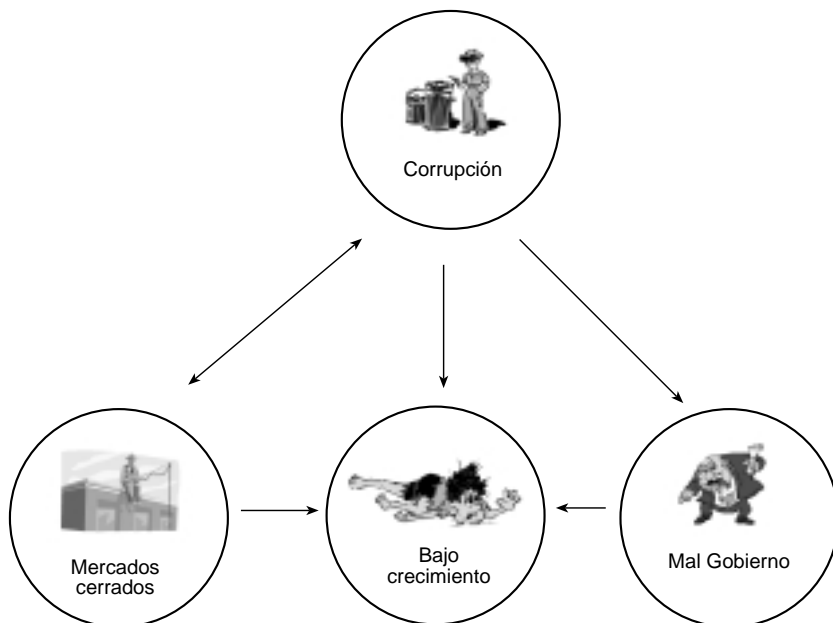 Corrupción
Mercados
cerrados
Bajo
crecimiento
Mal Gobierno